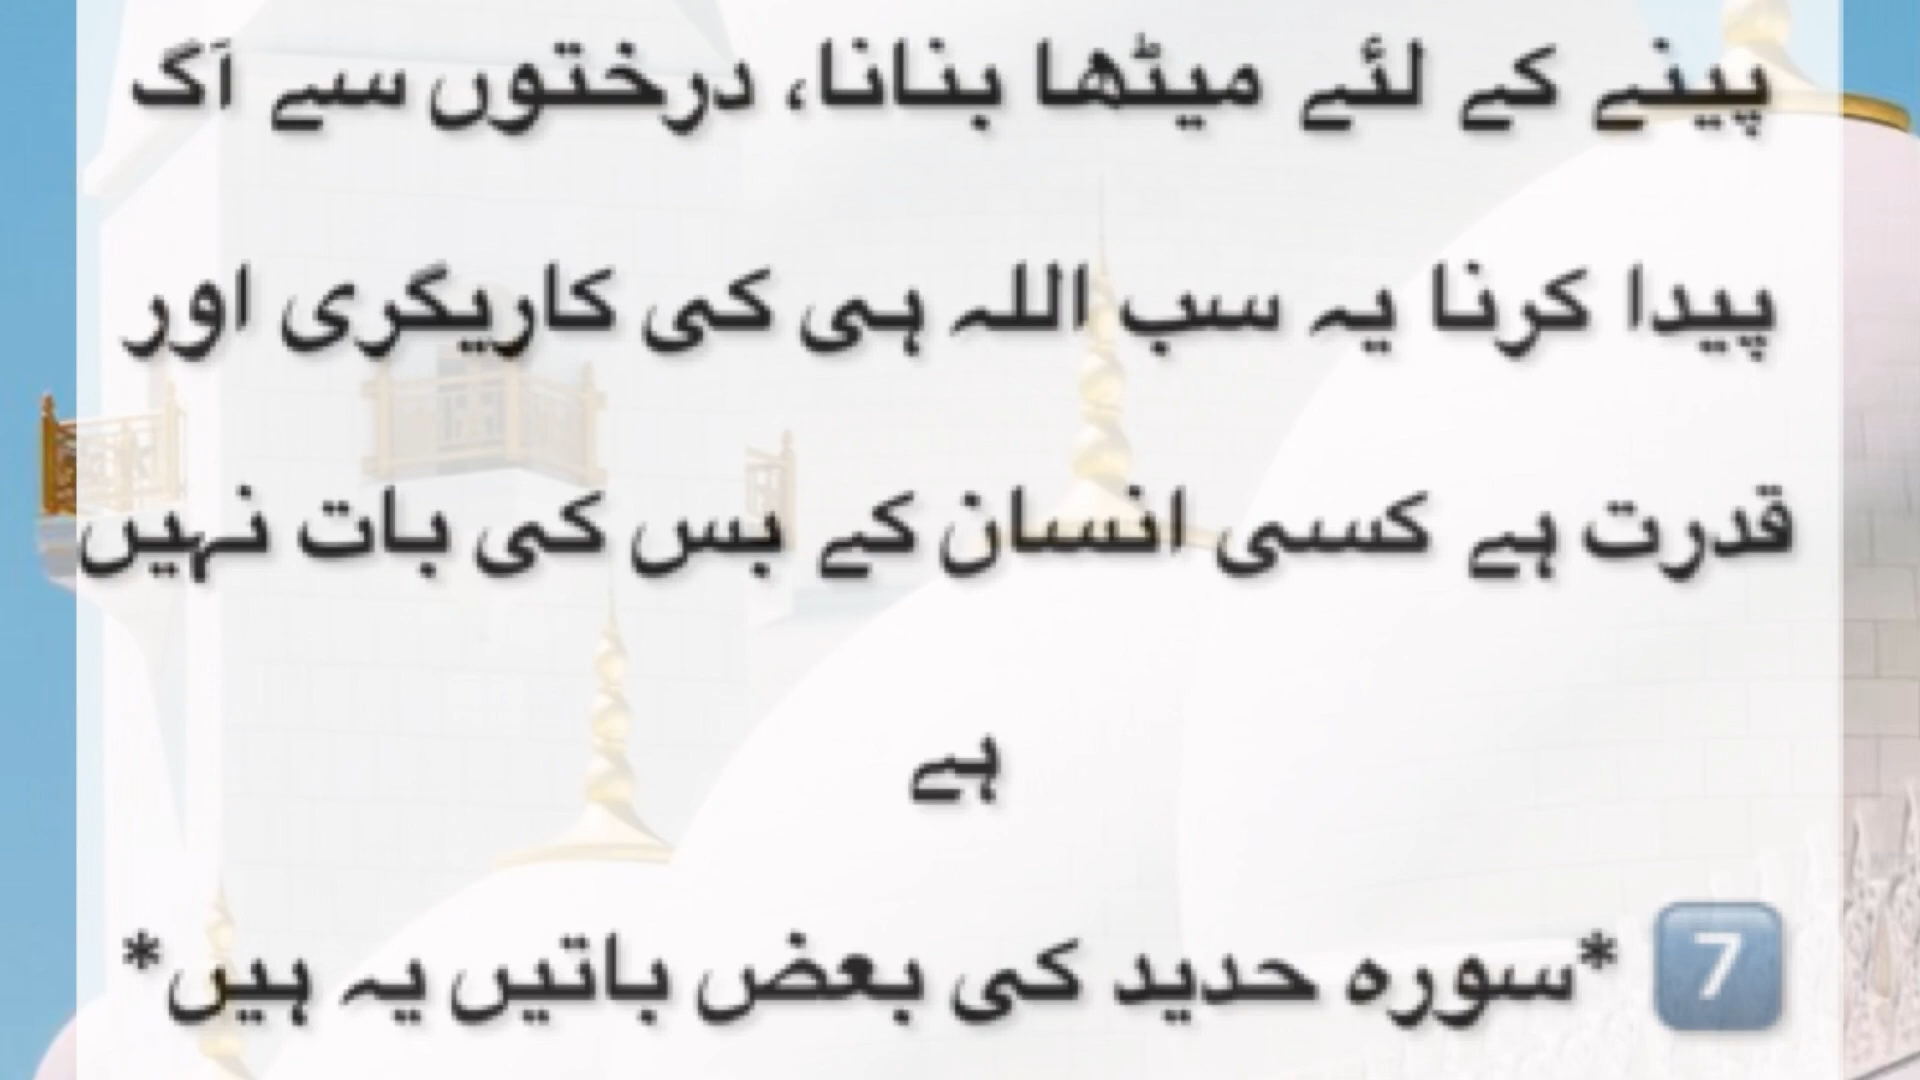 پینے کے لئے میٹھا بنانا، درختوں سے آگ
پیدا کرنا یہ سب اللہ ہی کی کاریگری اور
قدرت ہے کسی انسان کے بس کی بات نہیں
ہے
7️⃣ *سورہ حدید کی بعض باتیں یہ ہیں*